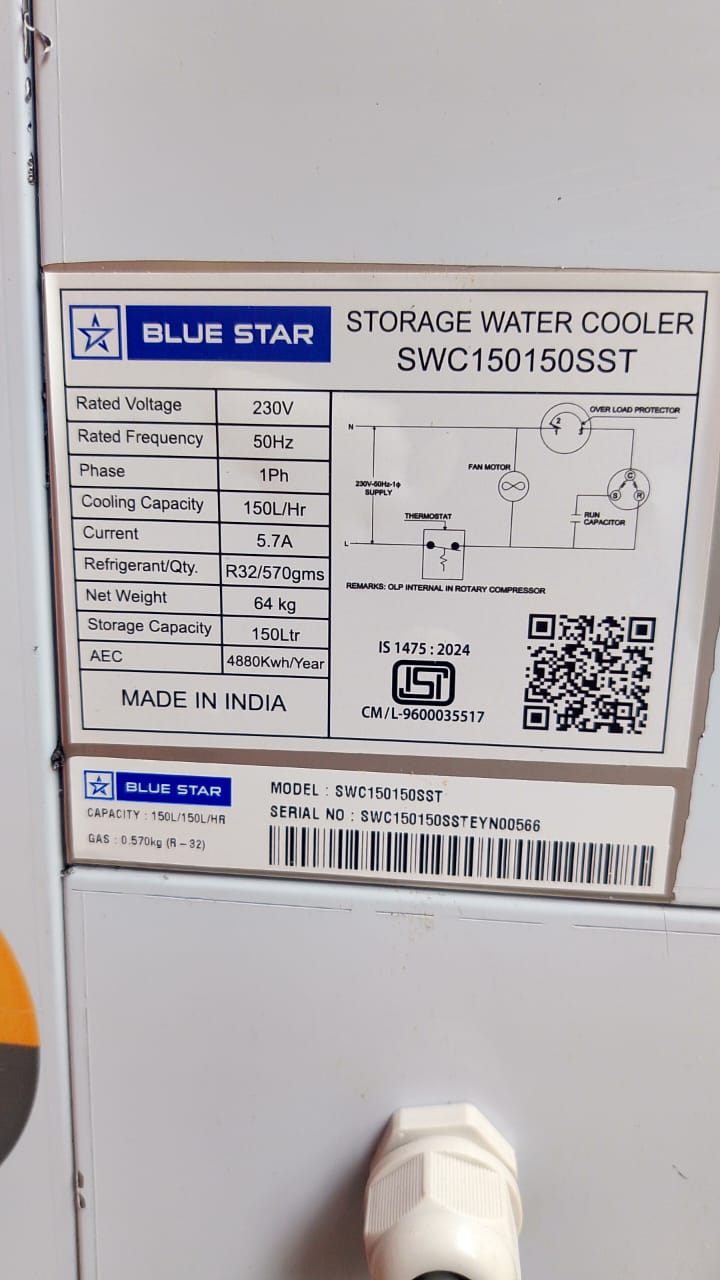 BLUE STAR
STORAGE WATER COOLER
SWC150150SST
Rated Voltage 230V
Rated Frequency 50Hz
Phase 1Ph
Cooling Capacity 150L/Hr
Current 5.7A
Refrigerant/Qty. R32/570gms
Net Weight 64 kg
Storage Capacity 150Ltr
AEC 4880Kwh/Year
MADE IN INDIA
OVER LOAD PROTECTOR
N
2
3
FAN MOTOR
C
S R
230V-50Hz-1ф
SUPPLY
THERMOSTAT
RUN
CAPACITOR
L
REMARKS: OLP INTERNAL IN ROTARY COMPRESSOR
IS 1475 : 2024
ISI
CM/L-9600035517
BLUE STAR
CAPACITY : 150L/150L/HR
GAS : 0.570kg (R – 32)
MODEL : SWC150150SST
SERIAL NO : SWC150150SSTEYN00566